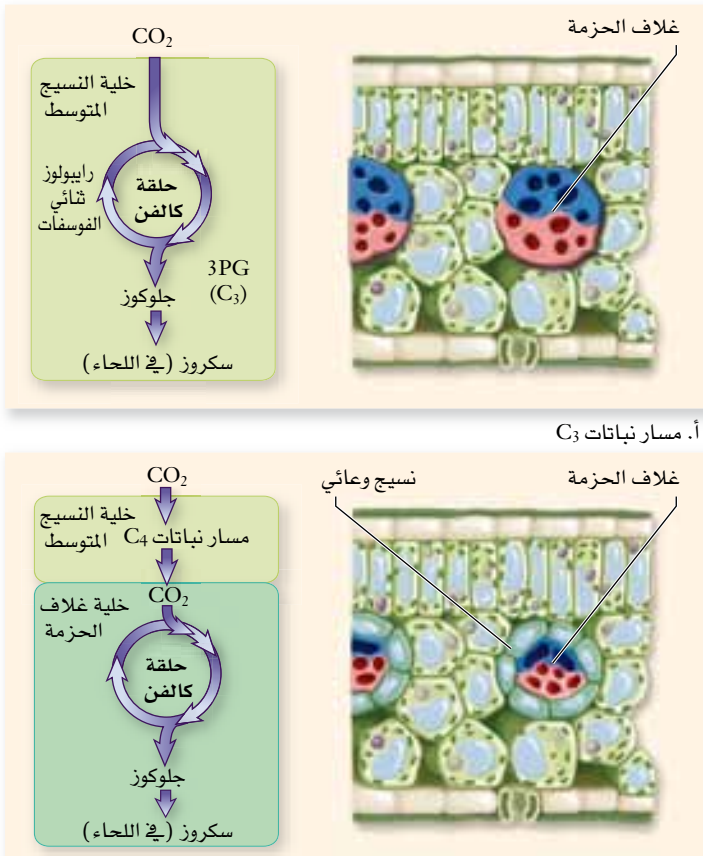 غلاف الحزمة
CO₂
خلية النسيج
المتوسط
رايبولوز
ثنائي
الفوسفات
حلقة
كالفن
3PG
(C₃)
جلوكوز
سكروز (في اللحاء)
أ. مسار نباتات C₃
غلاف الحزمة
نسيج وعائي
CO₂
خلية النسيج
المتوسط
مسار نباتات C₄
CO₂
خلية غلاف
الحزمة
حلقة
كالفن
جلوكوز
سكروز (في اللحاء)